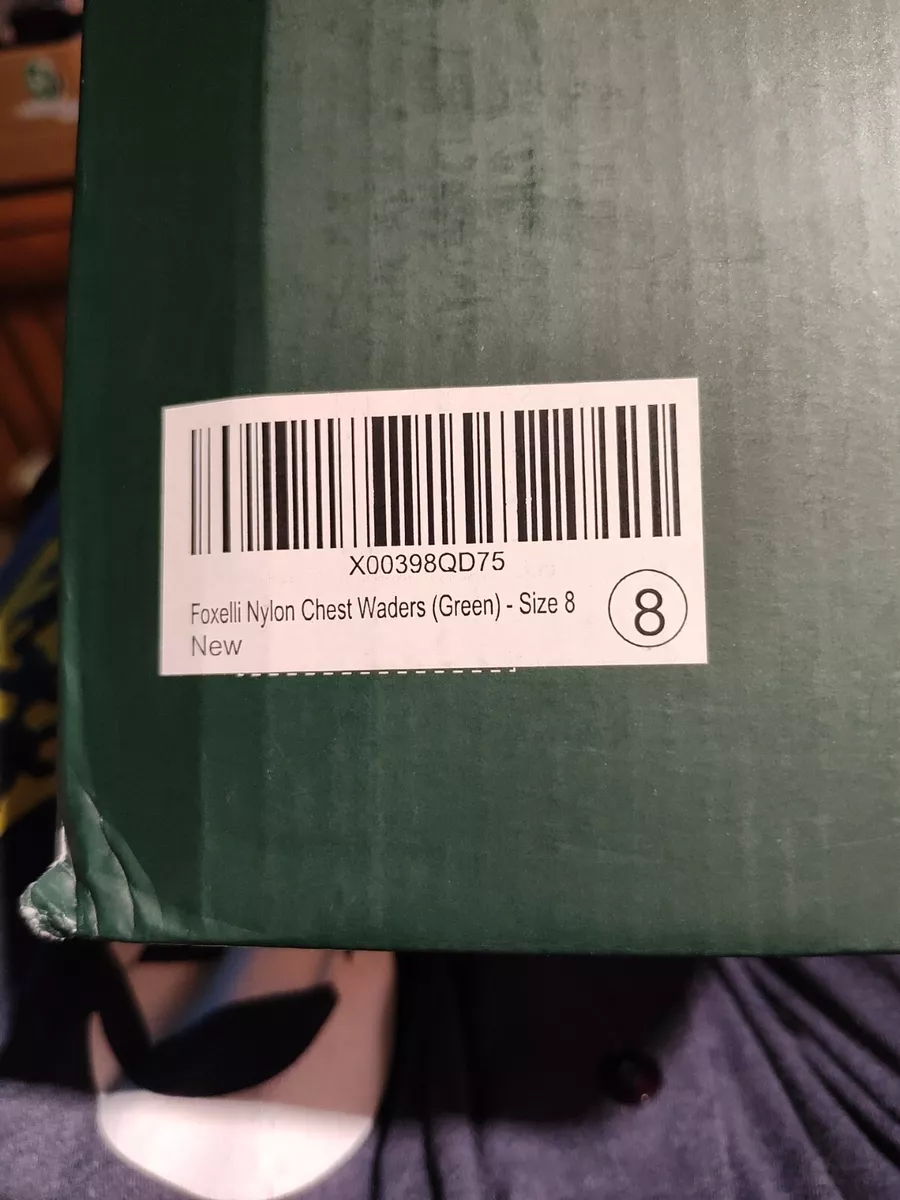 X00398QD75
Foxelli Nylon Chest Waders (Green) - Size 8
New
8